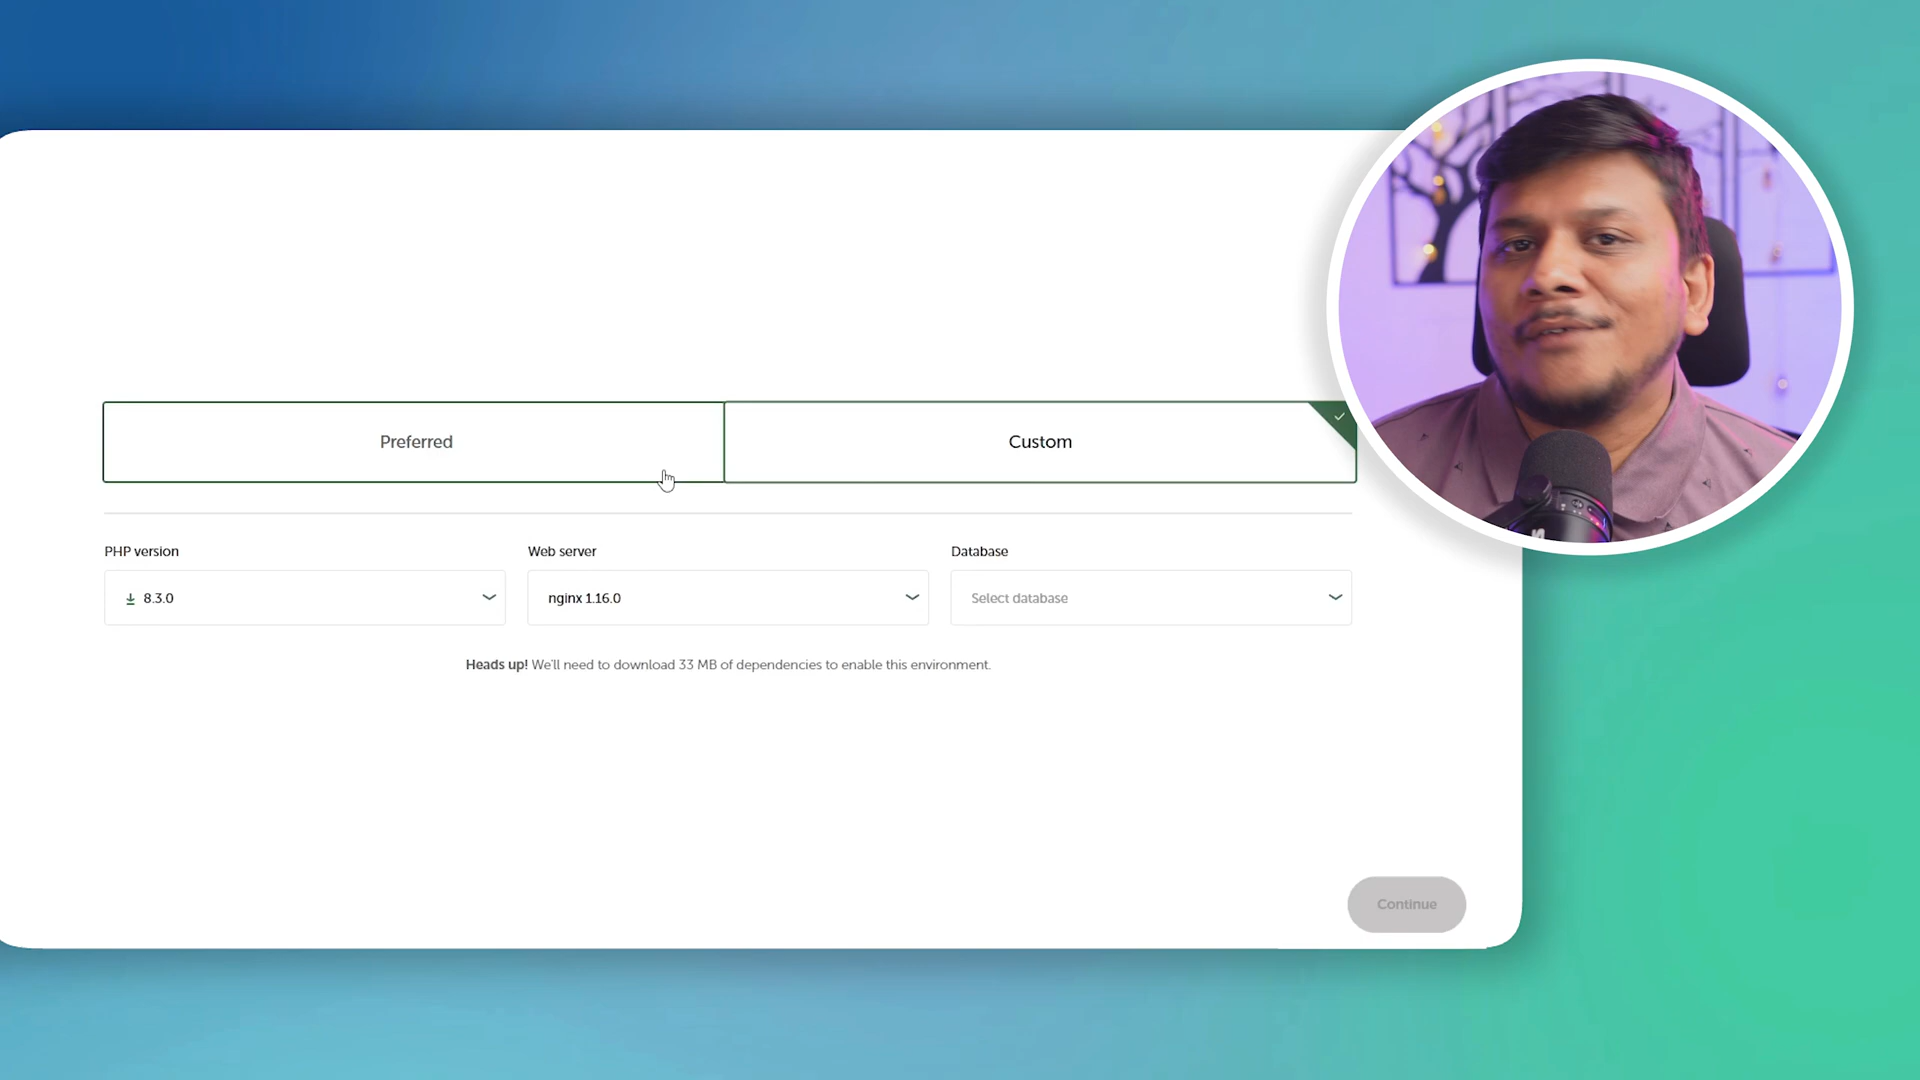 Preferred
Custom
PHP version
Web server
Database
8.3.0
nginx 1.16.0
Select database
Heads up! We'll need to download 33 MB of dependencies to enable this environment.
Continue